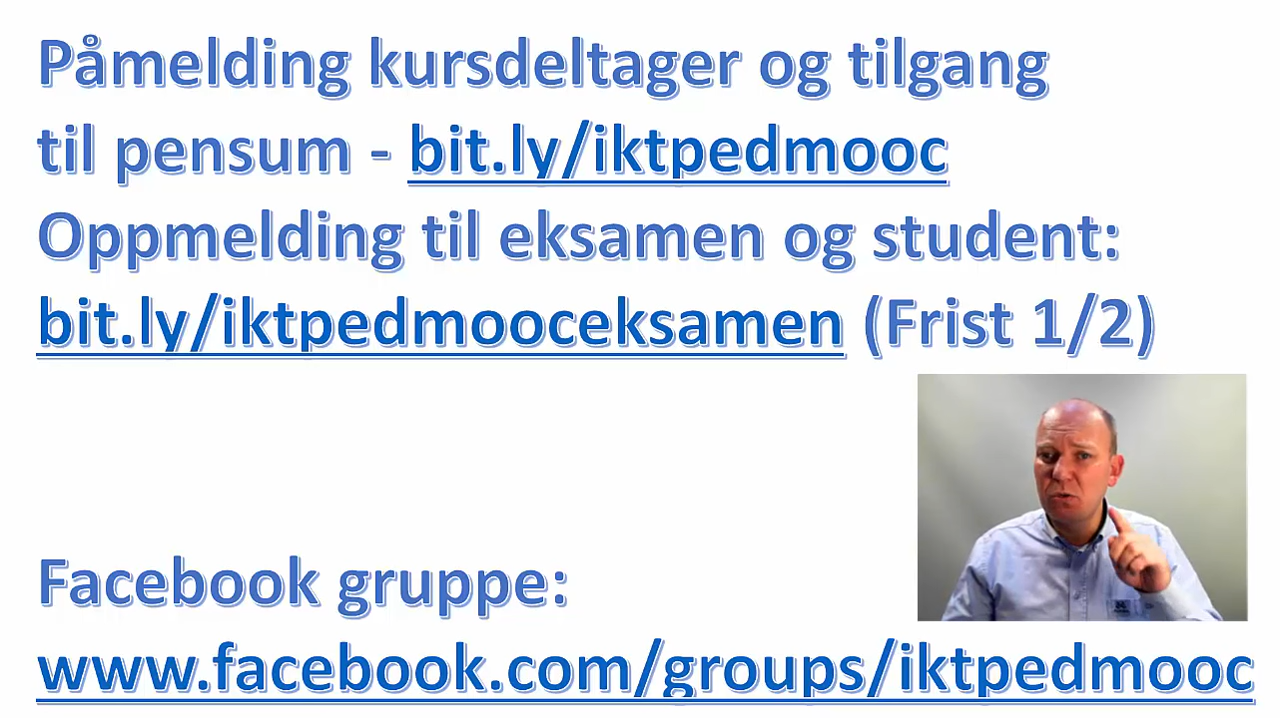 Påmelding kursdeltager og tilgang
til pensum - bit.ly/iktpedmooc
Oppmelding til eksamen og student:
bit.ly/iktpedmooceksamen (Frist 1/2)
Facebook gruppe:
www.facebook.com/groups/iktpedmooc